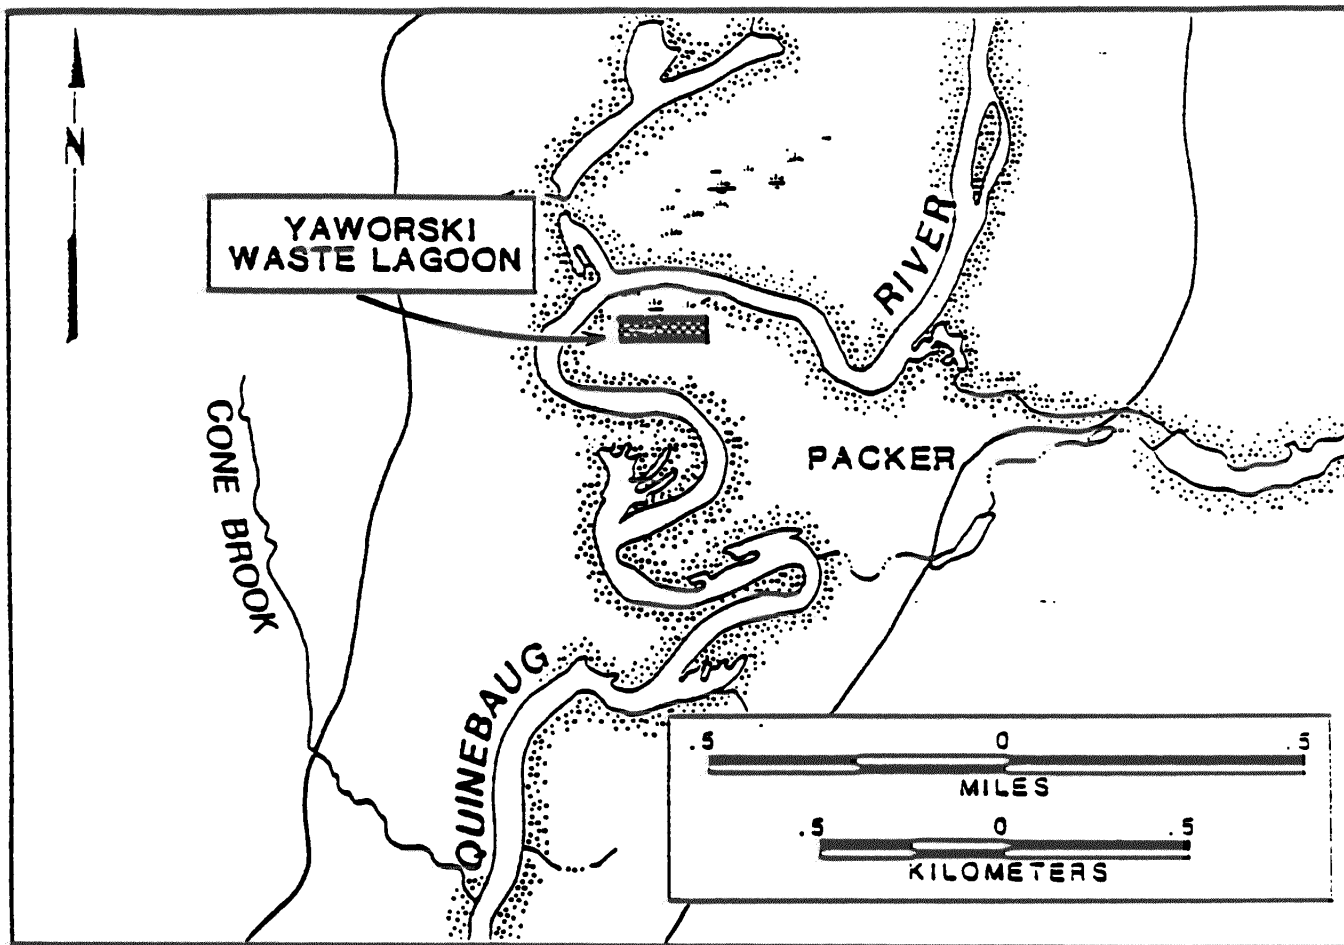 N
YAWORSKI
WASTE LAGOON
RIVER
PACKER
CONE BROOK
QUINEBAUG
.5 0 .5
MILES
.5 0 .5
KILOMETERS